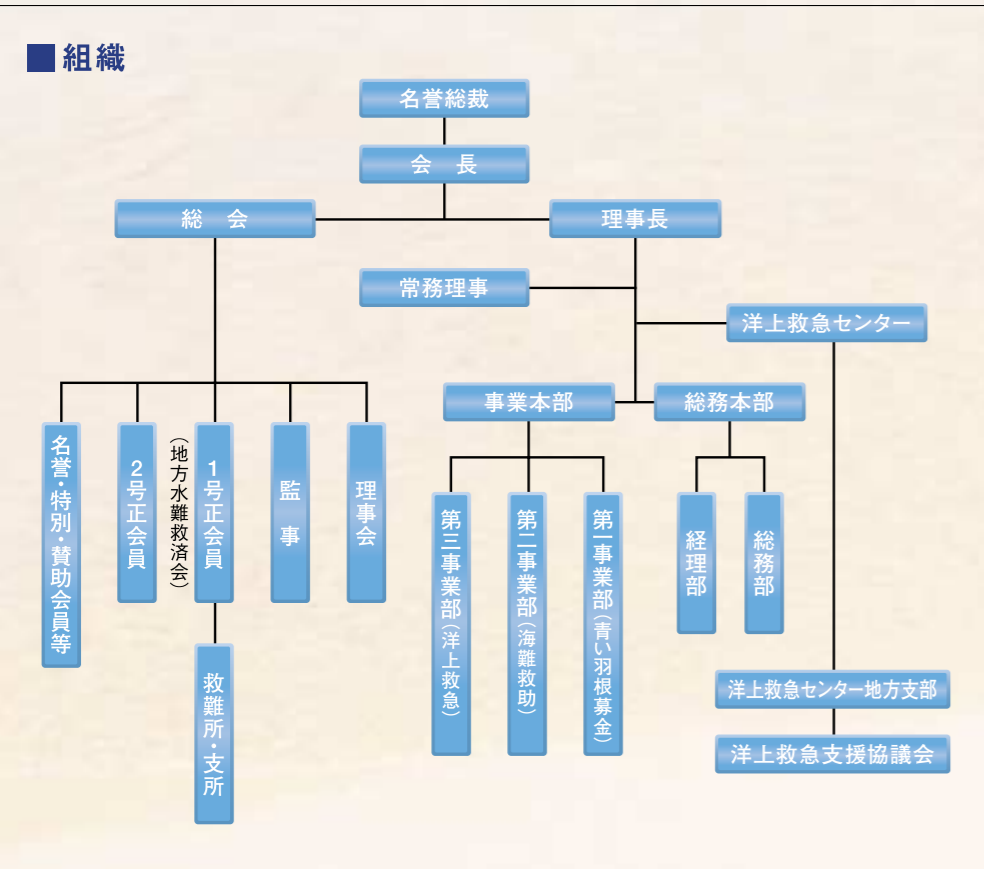 ■組織
名誉総裁
会　長
総　会
理事長
常務理事
洋上救急センター
事業本部
総務本部
名誉・特別・賛助会員等
2号正会員
1号正会員
（地方水難救済会）
監事
理事会
救難所・支所
第三事業部（洋上救急）
第二事業部（海難救助）
第一事業部（青い羽根募金）
経理部
総務部
洋上救急センター地方支部
洋上救急支援協議会